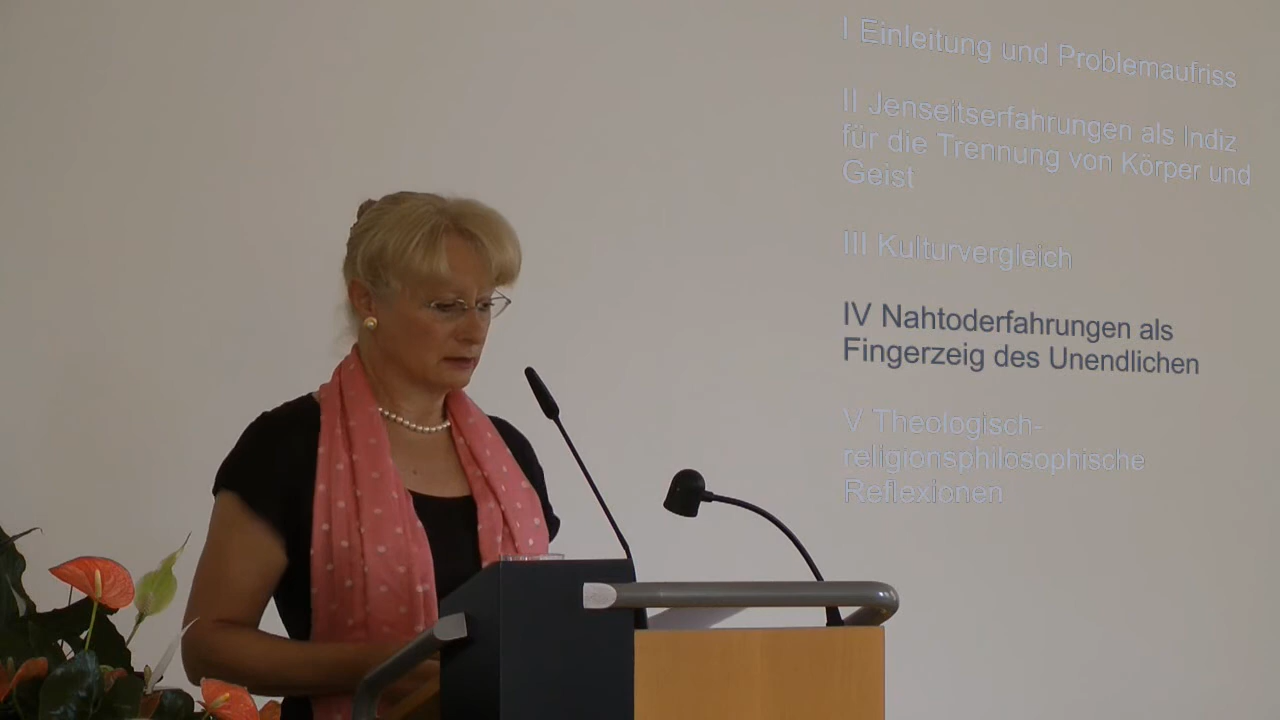 I Einleitung und Problemaufriss
II Jenseitserfahrungen als Indiz
für die Trennung von Körper und
Geist
III Kulturvergleich
IV Nahtoderfahrungen als
Fingerzeig des Unendlichen
V Theologisch-
religionsphilosophische
Reflexionen